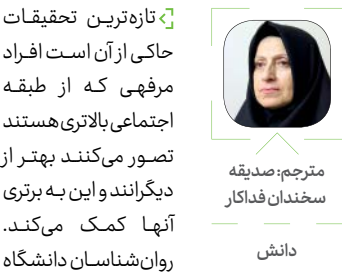 تازه‌ترین تحقیقات
حاکی از آن است افراد
مرفهی که از طبقه
اجتماعی بالاتری هستند
تصور می‌کنند بهتر از
دیگرانند و این به برتری
آنها کمک می‌کند.
روان‌شناسان دانشگاه
مترجم: صدیقه
سخندان فداکار
دانش